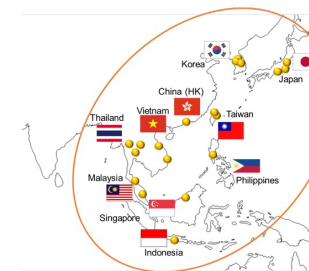 Korea
Japan
China (HK)
Taiwan
Vietnam
Thailand
Philippines
Malaysia
Singapore
Indonesia